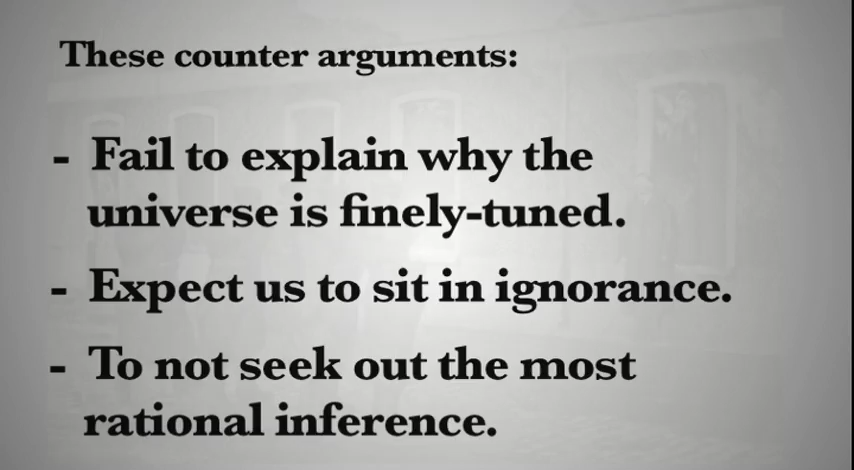 These counter arguments:
- Fail to explain why the
universe is finely-tuned.
- Expect us to sit in ignorance.
- To not seek out the most
rational inference.